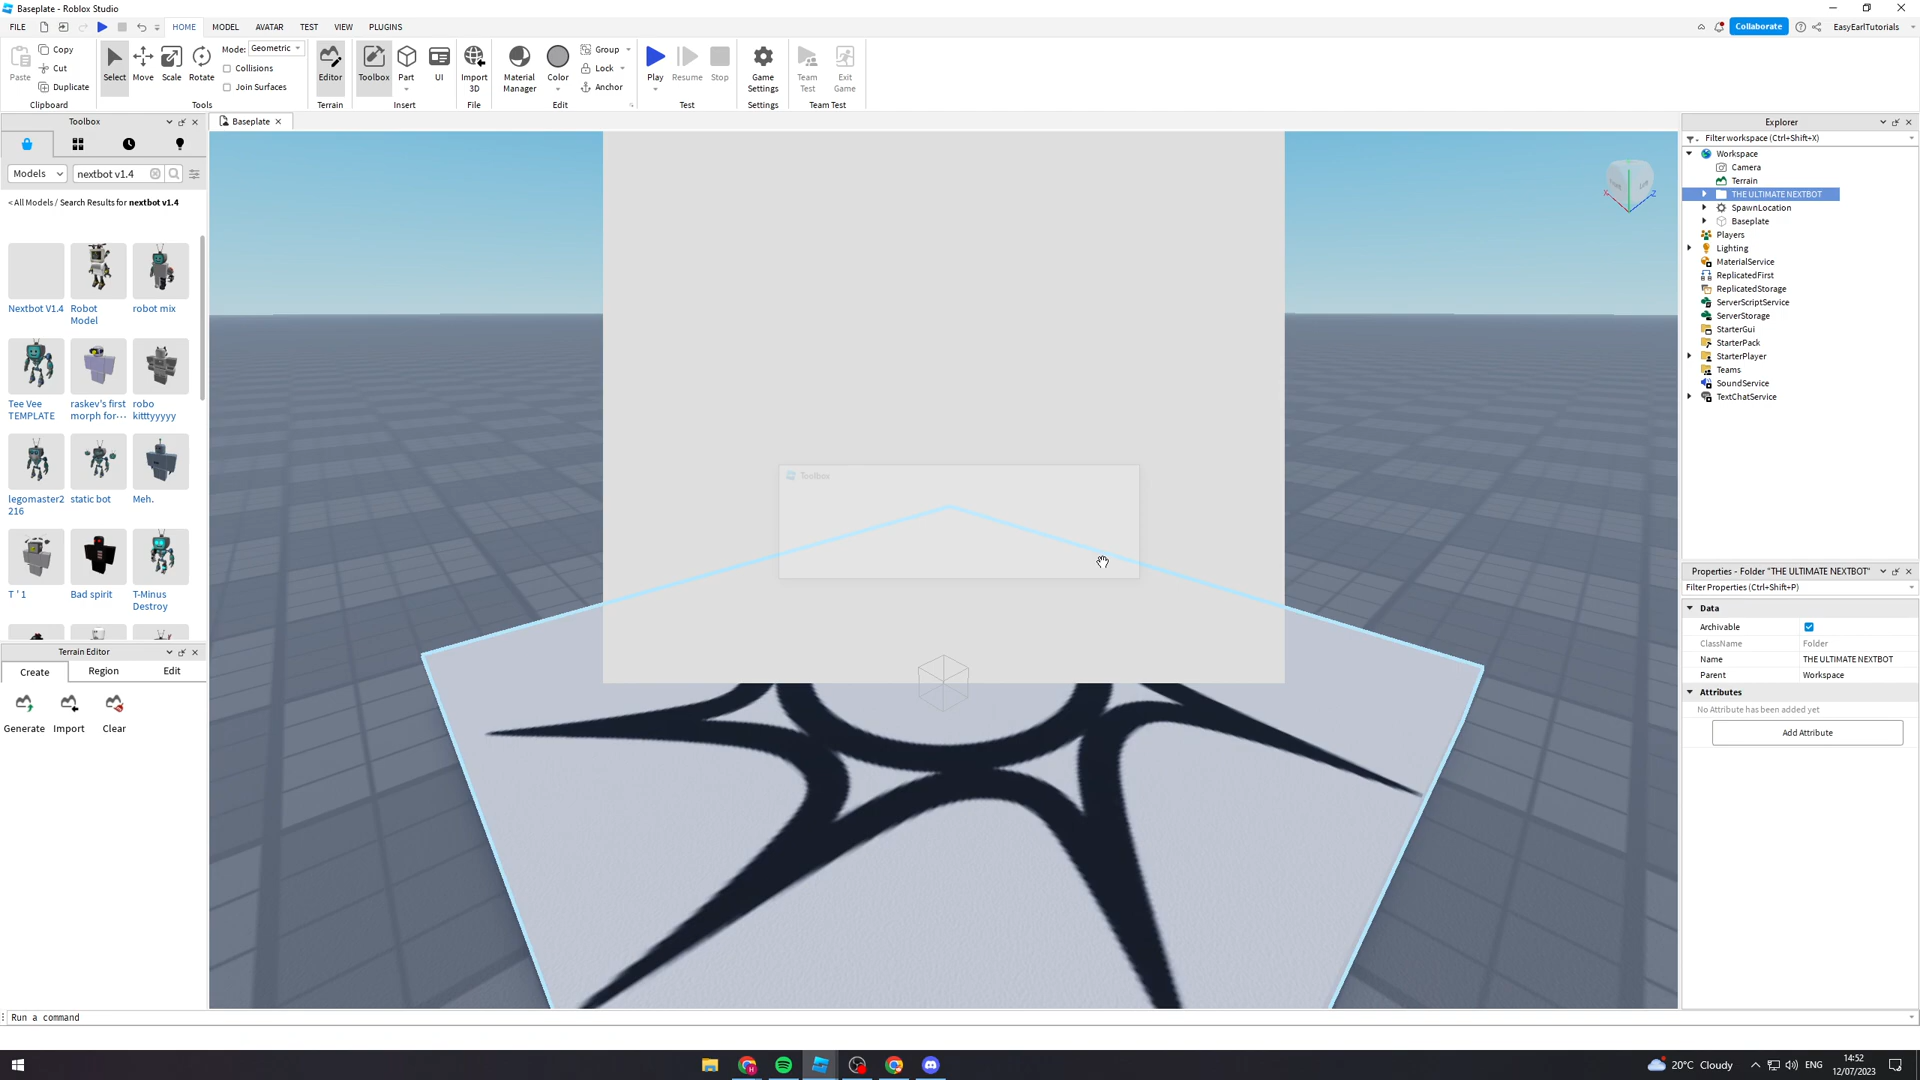 Baseplate - Roblox Studio
FILE
HOME
MODEL
AVATAR
TEST
VIEW
PLUGINS
Collaborate
EasyEarlTutorials
Paste
Copy
Cut
Duplicate
Clipboard
Select
Move
Scale
Rotate
Mode: Geometric
Collisions
Join Surfaces
Tools
Editor
Terrain
Toolbox
Part
UI
Insert
Import
3D
File
Material
Manager
Color
Group
Lock
Anchor
Edit
Play
Resume
Stop
Test
Game
Settings
Settings
Team
Test
Exit
Game
Team Test
Toolbox
Baseplate
Models
nextbot v1.4
< All Models / Search Results for nextbot v1.4
Nextbot V1.4
Robot
Model
robot mix
Tee Vee
TEMPLATE
raskev's first
morph for...
robo
kitttyyyyy
legomaster2
216
static bot
Meh.
T ' 1
Bad spirit
T-Minus
Destroy
Terrain Editor
Create
Region
Edit
Generate
Import
Clear
Toolbox
Explorer
Filter workspace (Ctrl+Shift+X)
Workspace
Camera
Terrain
THE ULTIMATE NEXTBOT
SpawnLocation
Baseplate
Players
Lighting
MaterialService
ReplicatedFirst
ReplicatedStorage
ServerScriptService
ServerStorage
StarterGui
StarterPack
StarterPlayer
Teams
SoundService
TextChatService
Properties - Folder "THE ULTIMATE NEXTBOT"
Filter Properties (Ctrl+Shift+P)
Data
Archivable
ClassName Folder
Name THE ULTIMATE NEXTBOT
Parent Workspace
Attributes
No Attribute has been added yet
Add Attribute
Run a command
20°C Cloudy
ENG
14:52
12/07/2023